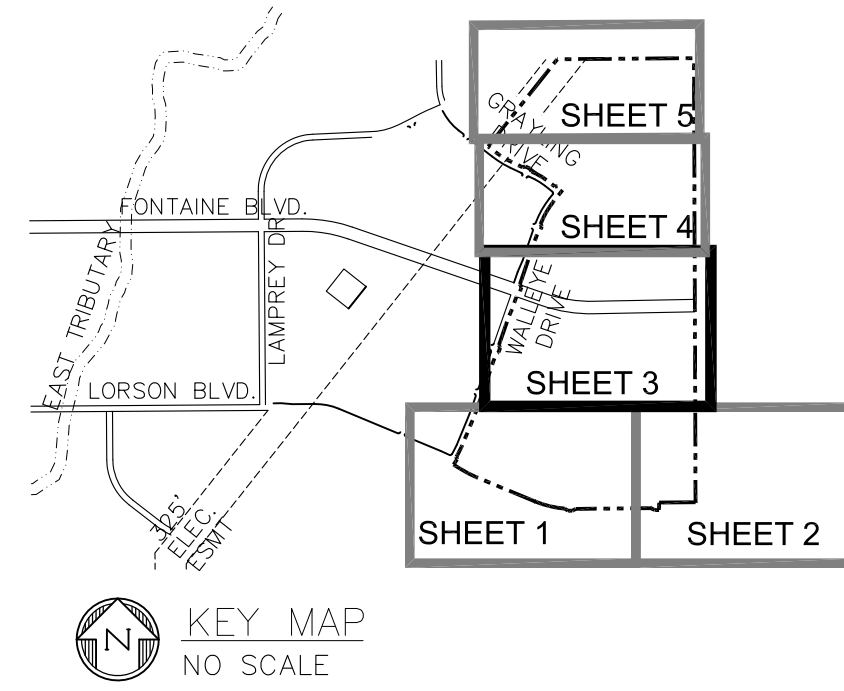 GRAYLING
DRIVE
SHEET 5
FONTAINE BLVD.
SHEET 4
EAST TRIBUTARY
LAMPREY DR
WALLEYE
DRIVE
LORSON BLVD.
SHEET 3
325'
ELEC.
ESMT
SHEET 1
SHEET 2
N
KEY MAP
NO SCALE